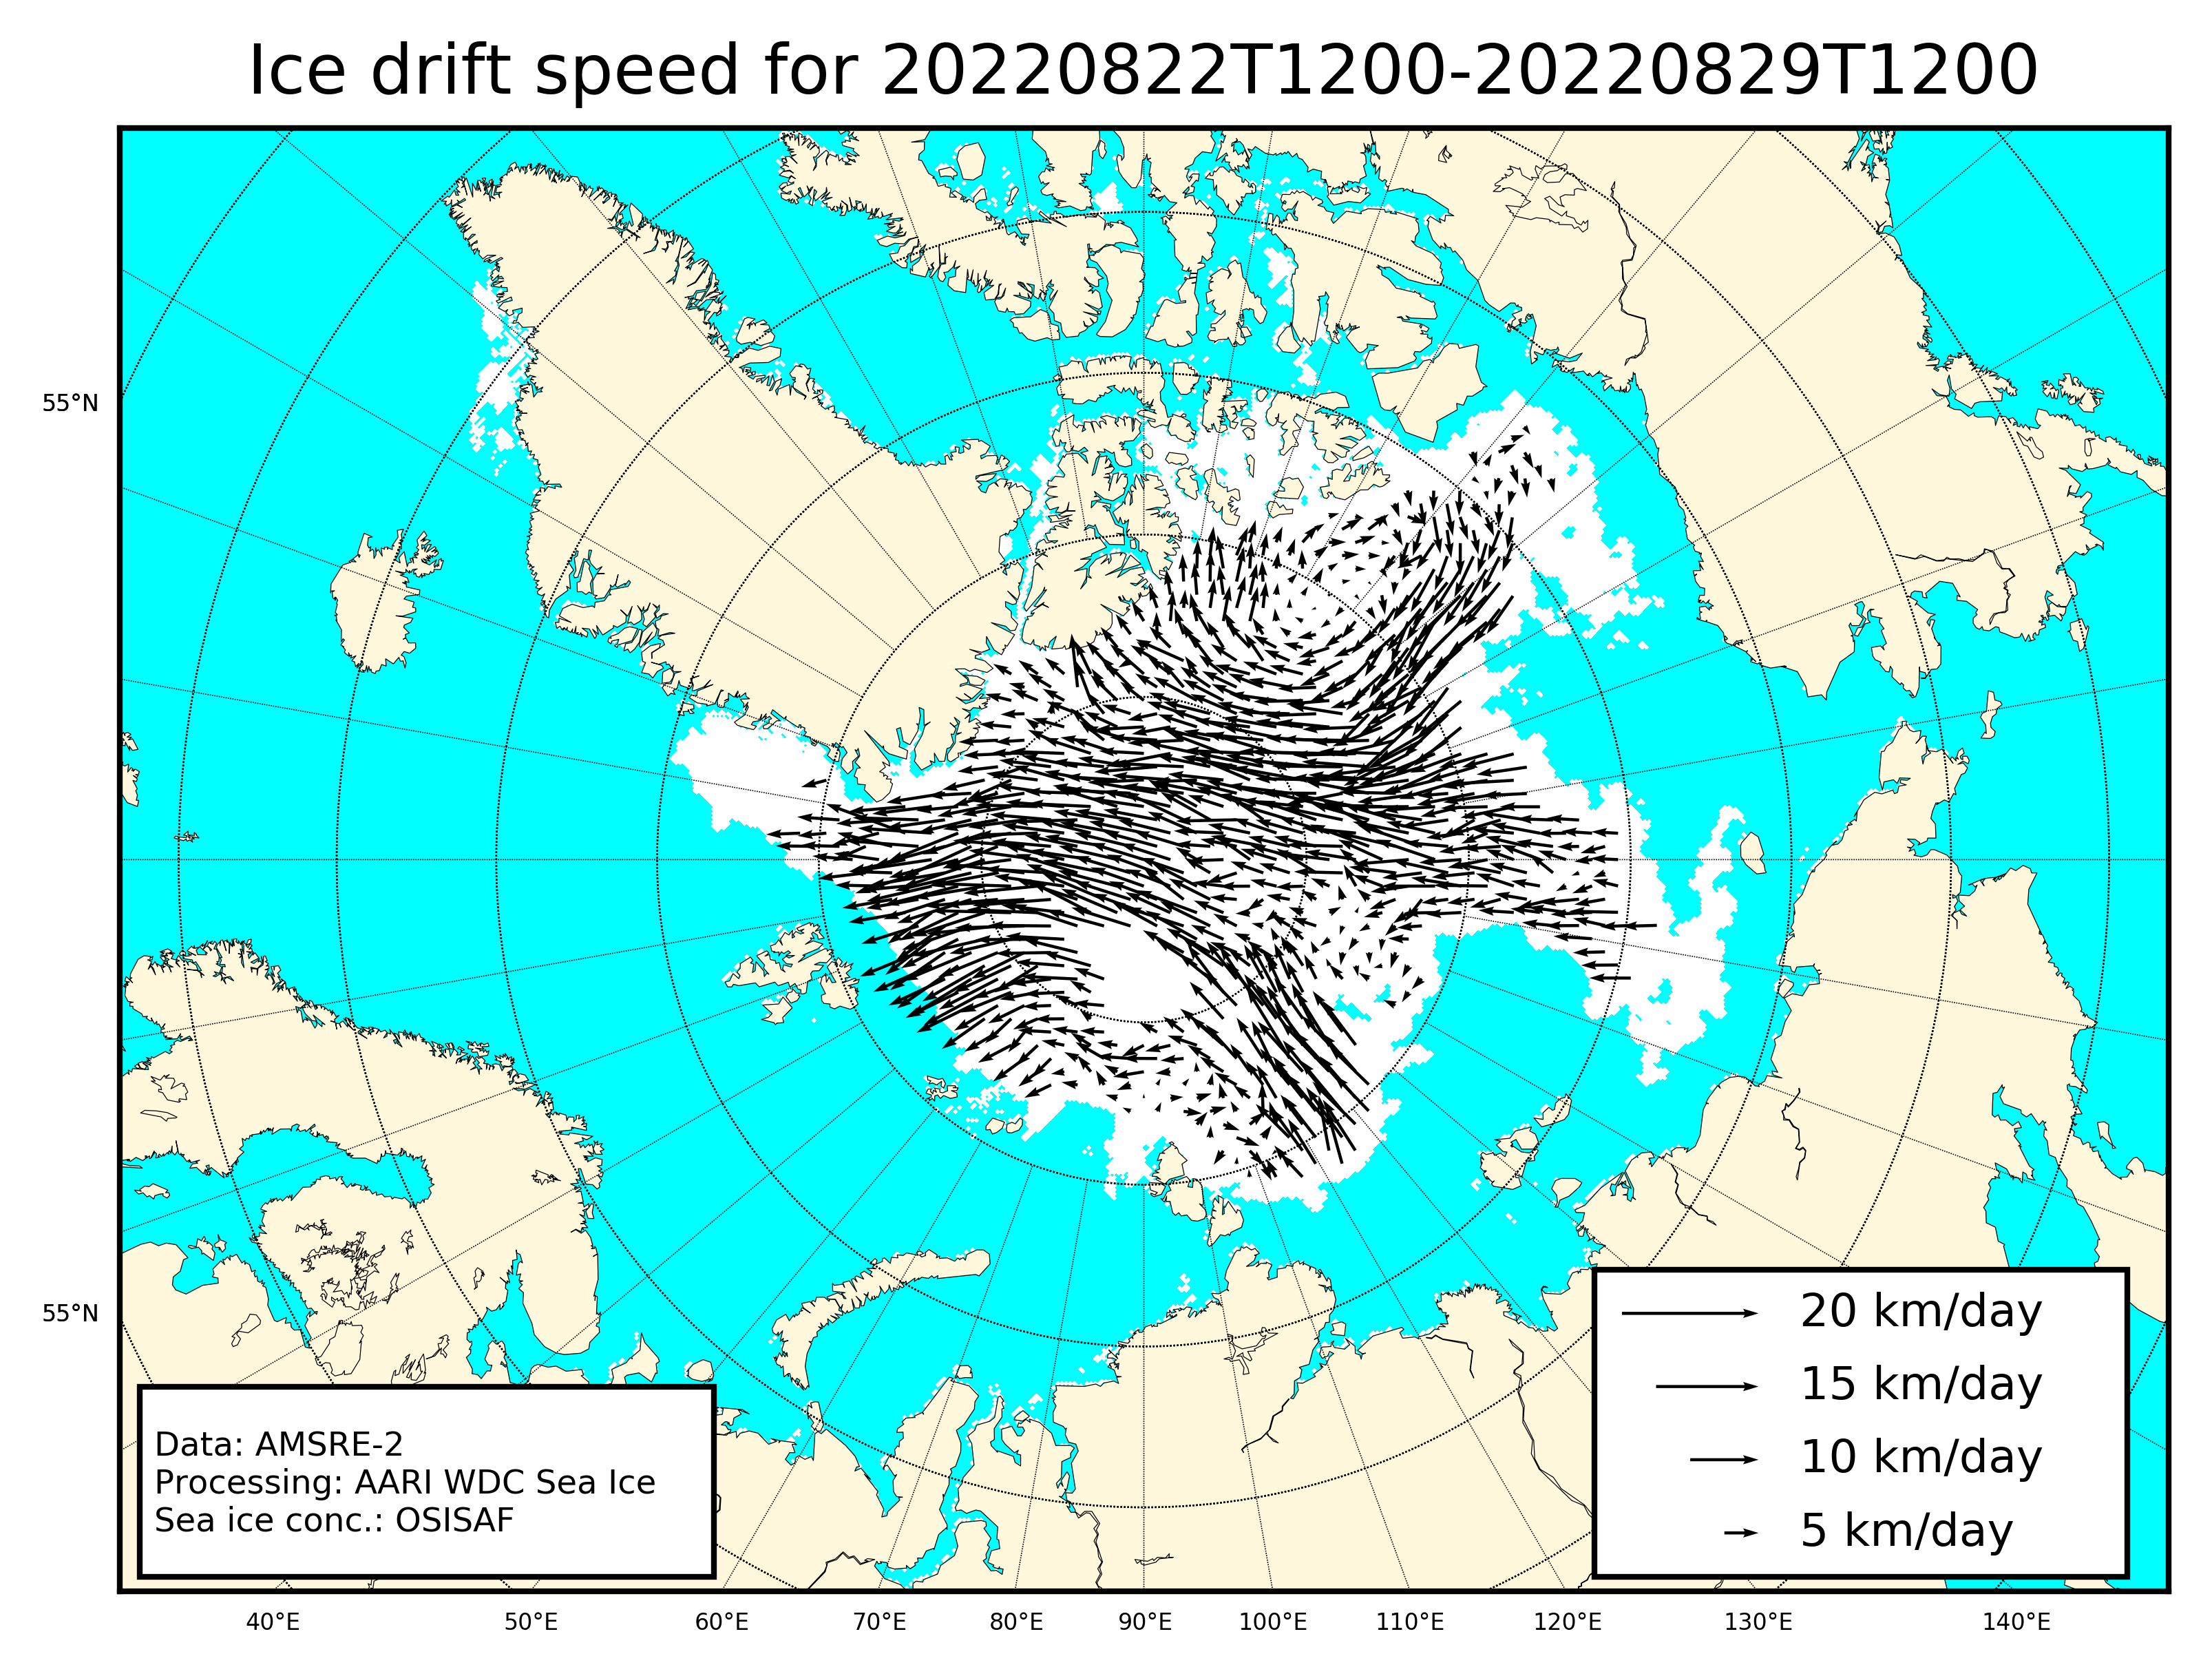 Ice drift speed for 20220822T1200-20220829T1200
55°N
55°N
20 km/day
15 km/day
10 km/day
5 km/day
Data: AMSRE-2
Processing: AARI WDC Sea Ice
Sea ice conc.: OSISAF
40°E 50°E 60°E 70°E 80°E 90°E 100°E 110°E 120°E 130°E 140°E